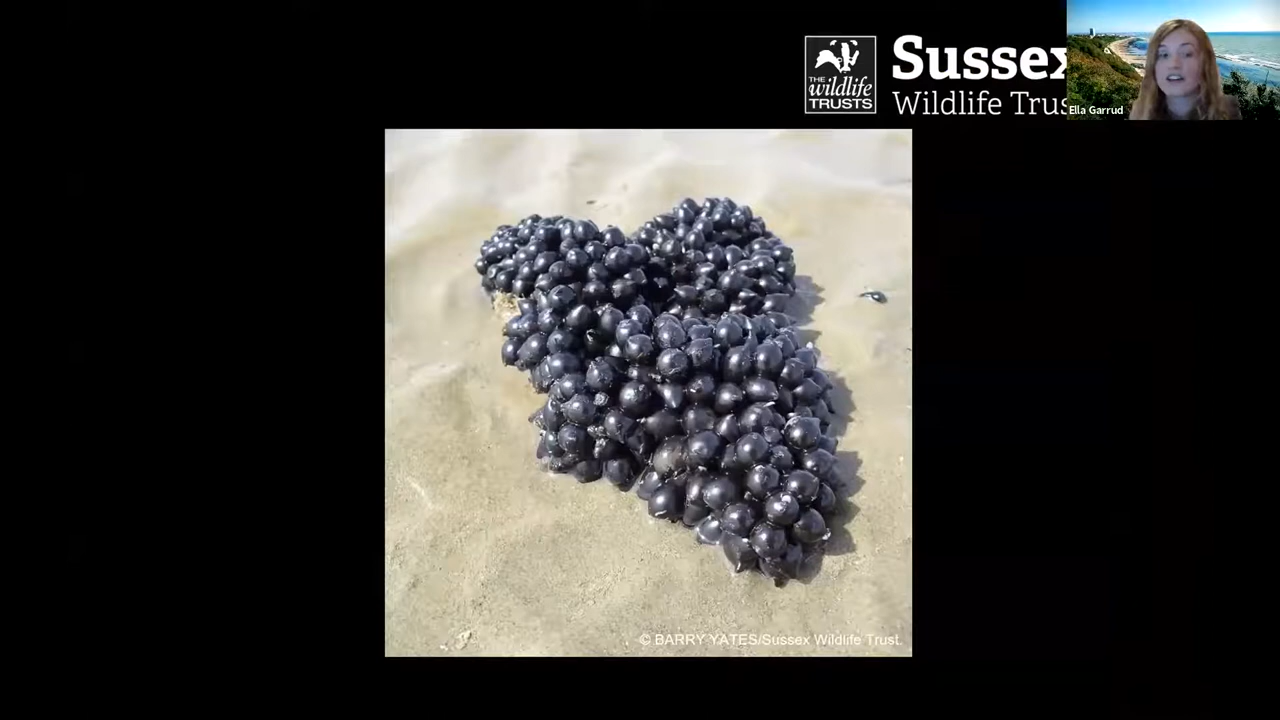 THE
wildlife
TRUSTS
Sussex
Wildlife Trus
Ella Garrud
© BARRY YATES/Sussex Wildlife Trust.